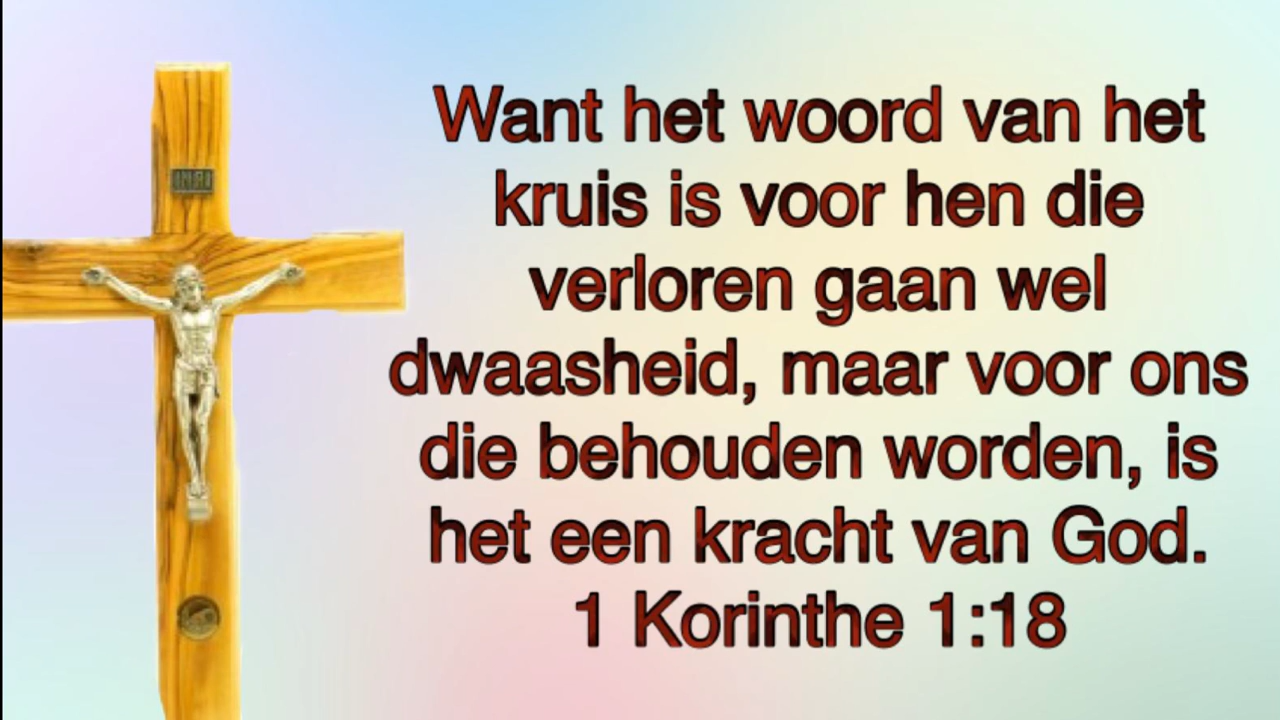 INRI
Want het woord van het
kruis is voor hen die
verloren gaan wel
dwaasheid, maar voor ons
die behouden worden, is
het een kracht van God.
1 Korinthe 1:18